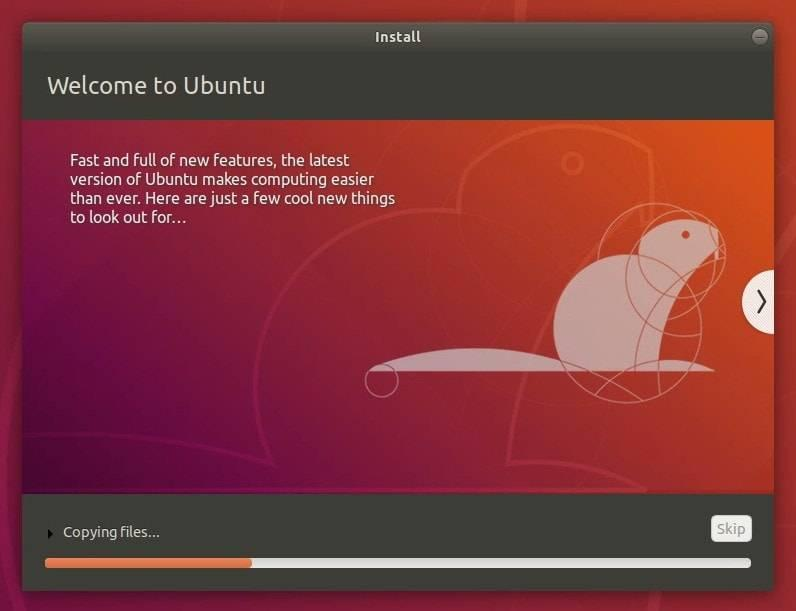 Install
Welcome to Ubuntu
Fast and full of new features, the latest
version of Ubuntu makes computing easier
than ever. Here are just a few cool new things
to look out for…
Copying files...
Skip